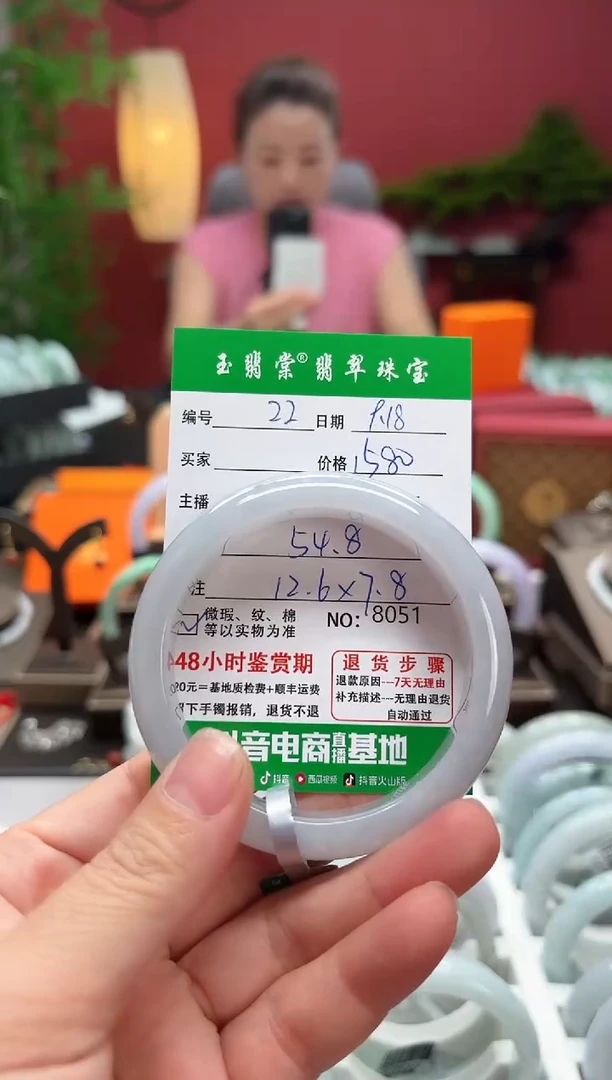 玉翡棠®翡翠珠宝
编号 22 日期 9.18
买家 价格 1580
主播
54.8
注 12.6×7.8
微瑕、纹、棉
等以实物为准
NO: 8051
48小时鉴赏期
20元=基地质检费+顺丰运费
下手镯报销，退货不退
退货步骤
退款原因---7天无理由
补充描述---无理由退货
自动通过
抖音电商直播基地
抖音 西瓜视频 抖音火山版